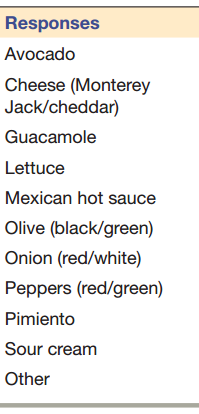 Responses
Avocado
Cheese (Monterey
Jack/cheddar)
Guacamole
Lettuce
Mexican hot sauce
Olive (black/green)
Onion (red/white)
Peppers (red/green)
Pimiento
Sour cream
Other